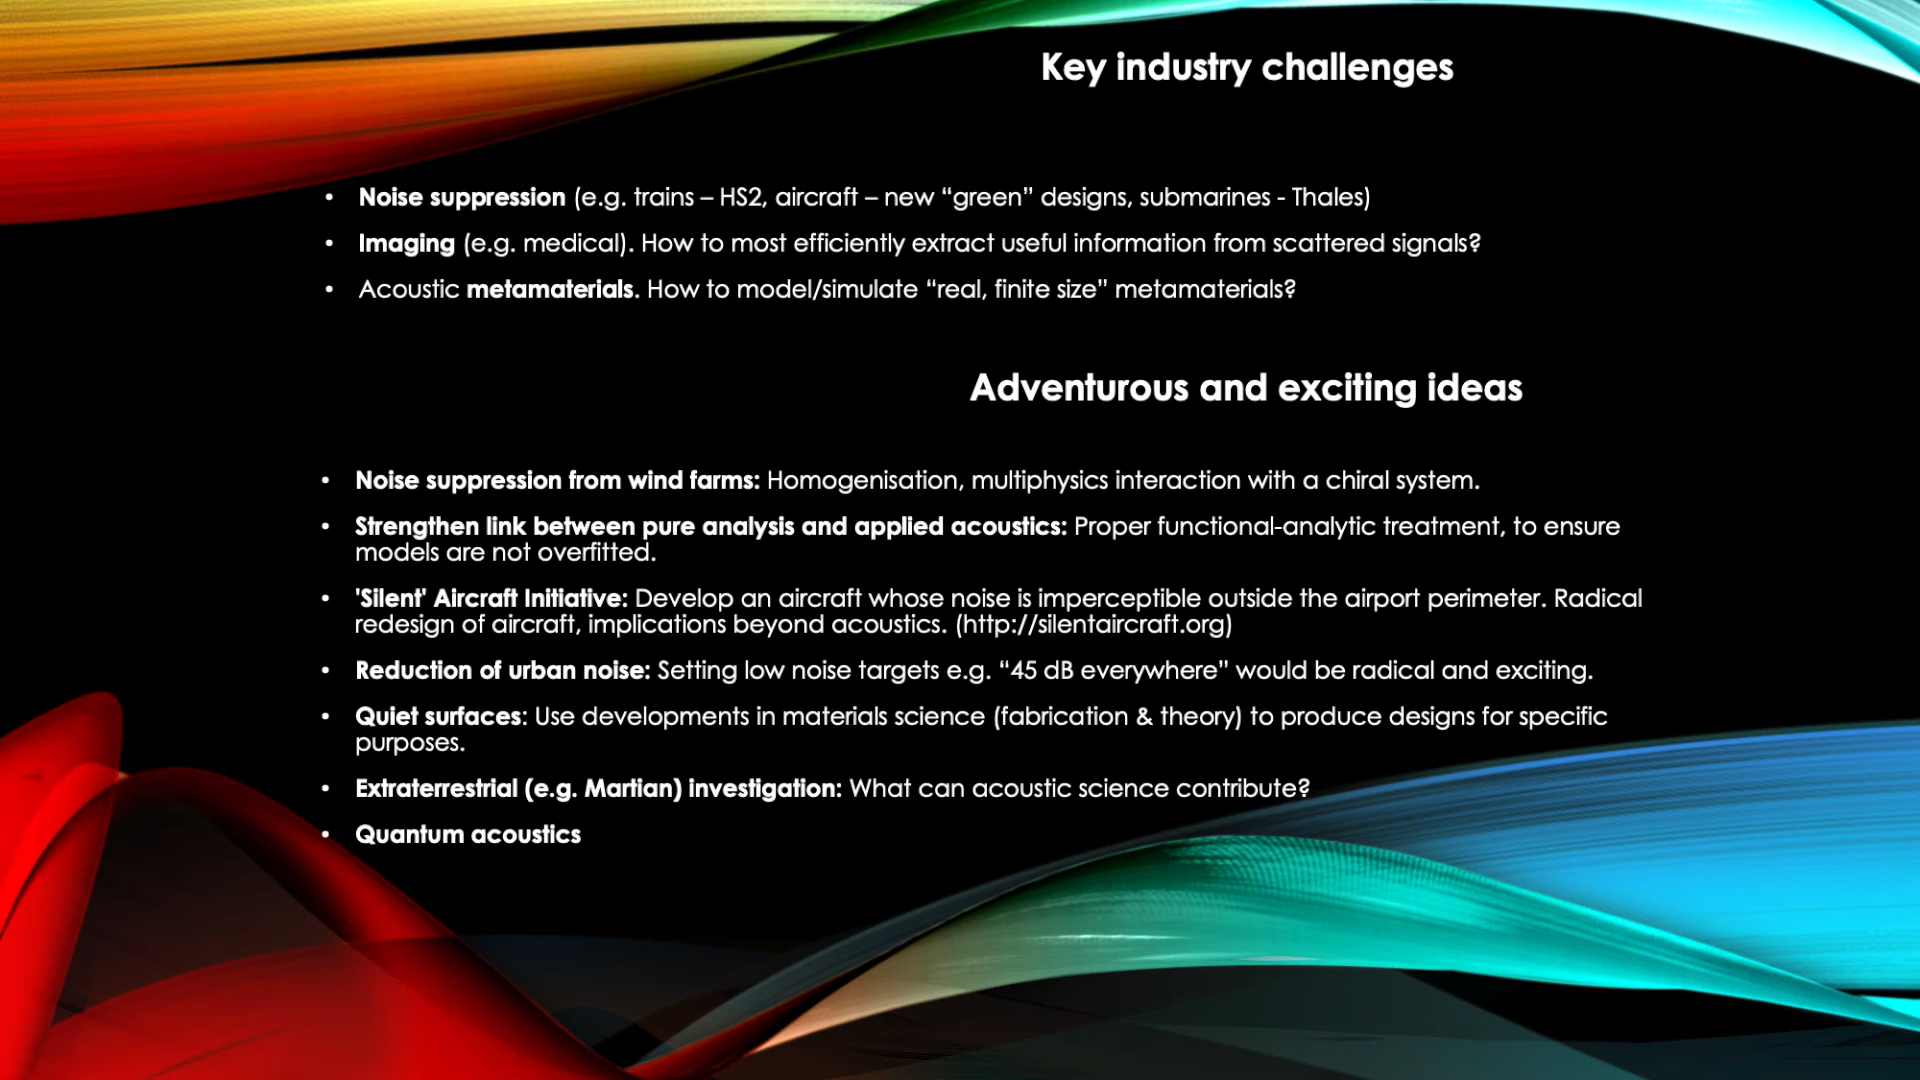 Key industry challenges
• Noise suppression (e.g. trains – HS2, aircraft – new “green” designs, submarines - Thales)
• Imaging (e.g. medical). How to most efficiently extract useful information from scattered signals?
• Acoustic metamaterials. How to model/simulate “real, finite size” metamaterials?
Adventurous and exciting ideas
• Noise suppression from wind farms: Homogenisation, multiphysics interaction with a chiral system.
• Strengthen link between pure analysis and applied acoustics: Proper functional-analytic treatment, to ensure
models are not overfitted.
• 'Silent' Aircraft Initiative: Develop an aircraft whose noise is imperceptible outside the airport perimeter. Radical
redesign of aircraft, implications beyond acoustics. (http://silentaircraft.org)
• Reduction of urban noise: Setting low noise targets e.g. “45 dB everywhere” would be radical and exciting.
• Quiet surfaces: Use developments in materials science (fabrication & theory) to produce designs for specific
purposes.
• Extraterrestrial (e.g. Martian) investigation: What can acoustic science contribute?
• Quantum acoustics